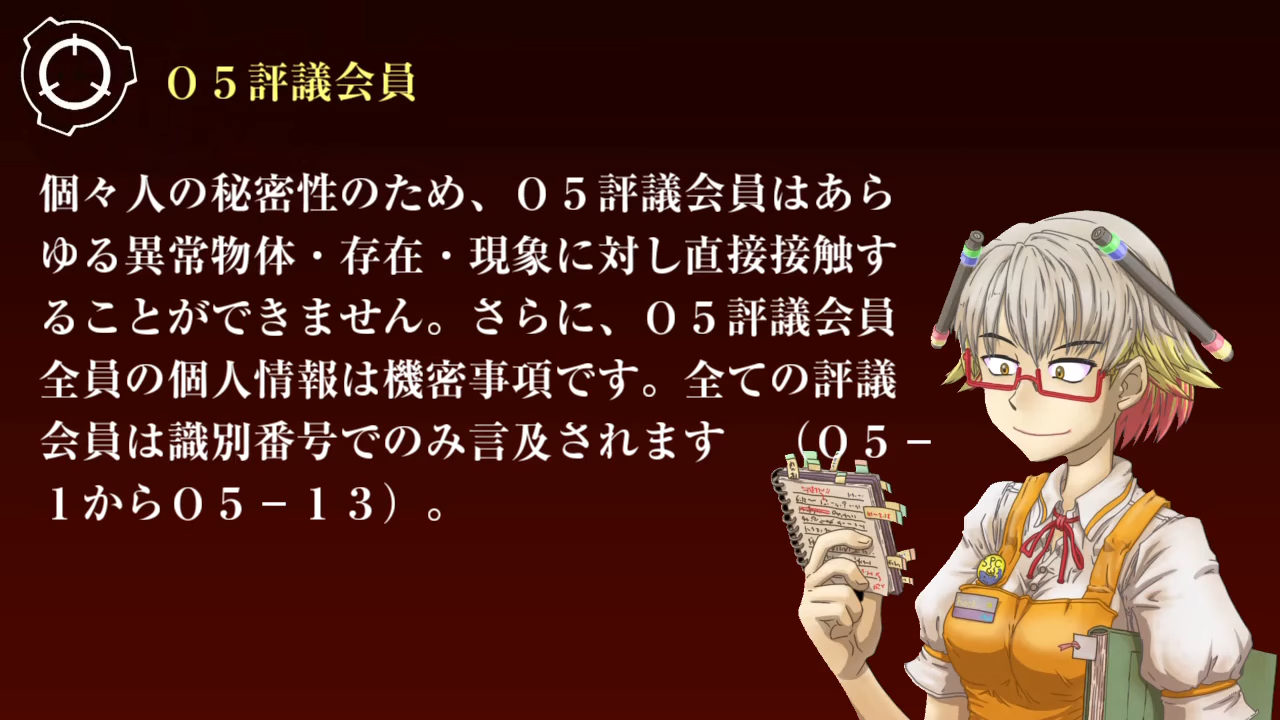 Ｏ５評議会員
個々人の秘密性のため、Ｏ５評議会員はあら
ゆる異常物体・存在・現象に対し直接接触す
ることができません。さらに、Ｏ５評議会員
全員の個人情報は機密事項です。全ての評議
会員は識別番号でのみ言及されます　（Ｏ５－
１からＯ５－１３）。